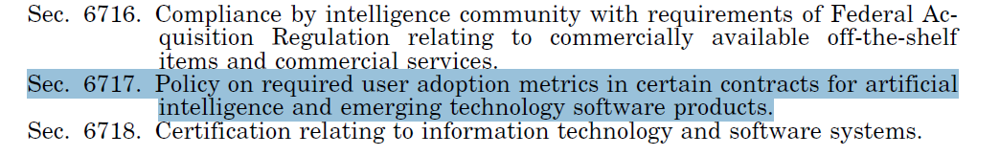 Sec. 6716. Compliance by intelligence community with requirements of Federal Ac-
quisition Regulation relating to commercially available off-the-shelf
items and commercial services.
Sec. 6717. Policy on required user adoption metrics in certain contracts for artificial
intelligence and emerging technology software products.
Sec. 6718. Certification relating to information technology and software systems.